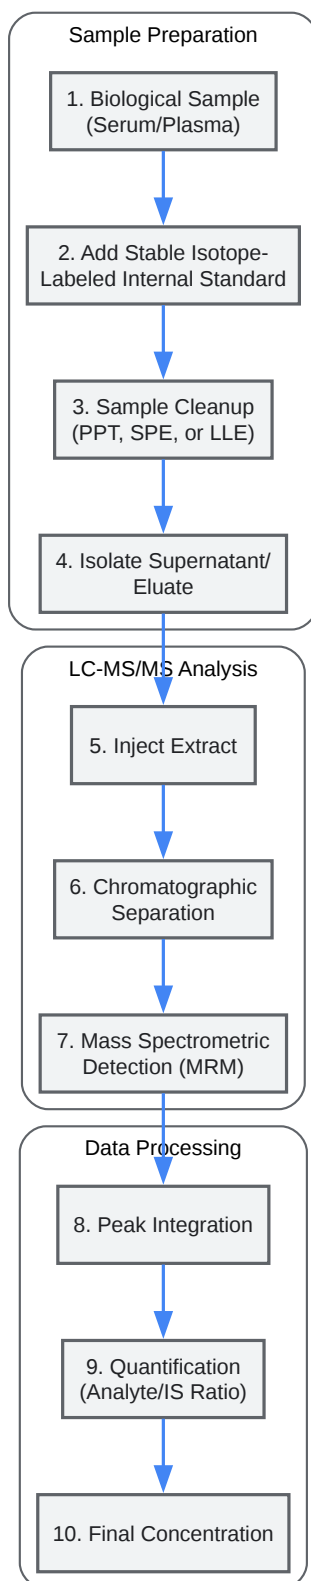 Sample Preparation
1. Biological Sample
(Serum/Plasma)
2. Add Stable Isotope-
Labeled Internal Standard
3. Sample Cleanup
(PPT, SPE, or LLE)
4. Isolate Supernatant/
Eluate
LC-MS/MS Analysis
5. Inject Extract
6. Chromatographic
Separation
7. Mass Spectrometric
Detection (MRM)
Data Processing
8. Peak Integration
9. Quantification
(Analyte/IS Ratio)
10. Final Concentration